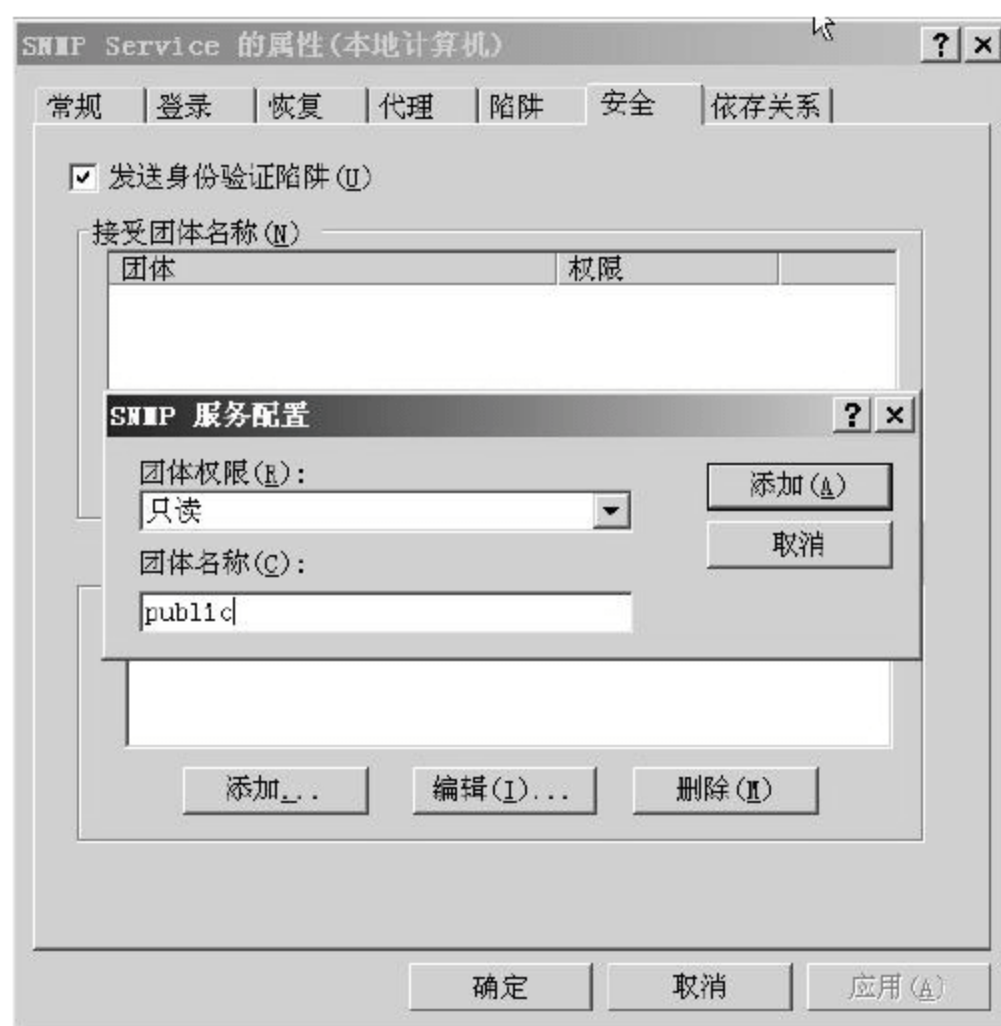 SNMP Service 的属性(本地计算机)
常规 登录 恢复 代理 陷阱 安全 依存关系
发送身份验证陷阱(U)
接受团体名称(N)
团体 权限
SNMP 服务配置
团体权限(R):
只读
添加(A)
取消
团体名称(C):
public
添加...
编辑(I)...
删除(M)
确定 取消 应用(A)